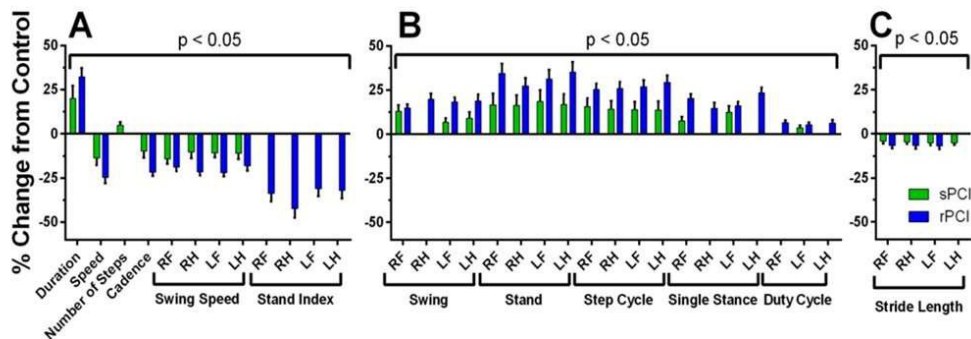 A B C
p < 0.05 p < 0.05 p < 0.05
% Change from Control
50 50 50
25 25 25
0 0 0
-25 -25 -25
-50 -50 -50
sPCI
rPCI
Duration Speed Number of Steps Cadence RF RH LF LH RF RH LF LH
Swing Speed Stand Index
RF RH LF LH RF RH LF LH RF RH LF LH RF RH LF LH RF LF LH
Swing Stand Step Cycle Single Stance Duty Cycle
RF RH LF LH
Stride Length